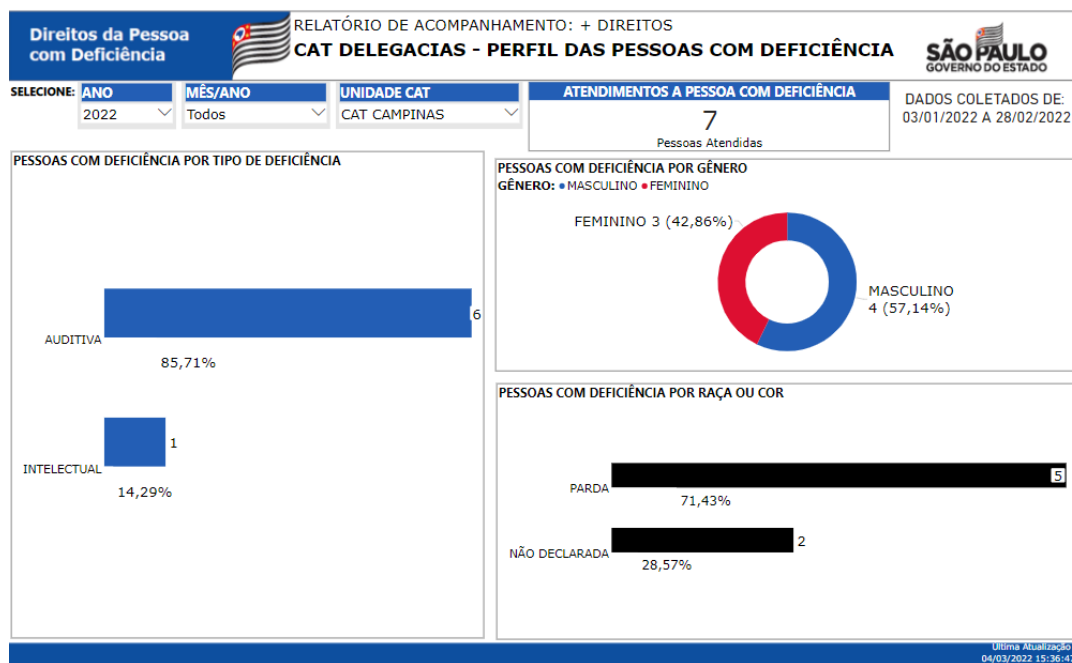 Direitos da Pessoa
com Deficiência
RELATÓRIO DE ACOMPANHAMENTO: + DIREITOS
CAT DELEGACIAS - PERFIL DAS PESSOAS COM DEFICIÊNCIA
SÃO PAULO
GOVERNO DO ESTADO
SELECIONE: ANO MÊS/ANO UNIDADE CAT
2022 Todos CAT CAMPINAS
ATENDIMENTOS A PESSOA COM DEFICIÊNCIA
7
Pessoas Atendidas
DADOS COLETADOS DE:
03/01/2022 A 28/02/2022
PESSOAS COM DEFICIÊNCIA POR TIPO DE DEFICIÊNCIA
AUDITIVA 6
85,71%
INTELECTUAL 1
14,29%
PESSOAS COM DEFICIÊNCIA POR GÊNERO
GÊNERO: MASCULINO FEMININO
FEMININO 3 (42,86%)
MASCULINO
4 (57,14%)
PESSOAS COM DEFICIÊNCIA POR RAÇA OU COR
PARDA 5
71,43%
NÃO DECLARADA 2
28,57%
Última Atualização
04/03/2022 15:36:47